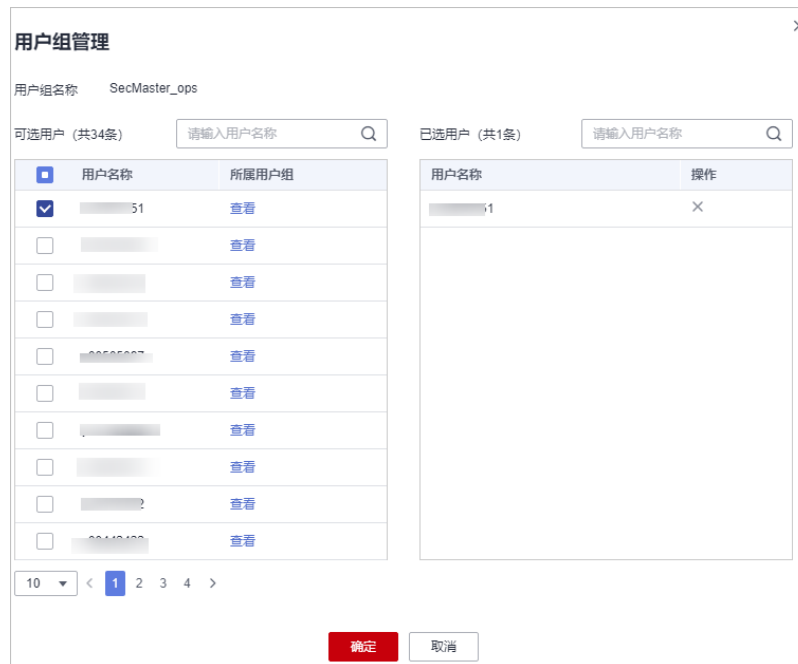 用户组管理
用户组名称 SecMaster_ops
可选用户 (共34条) 请输入用户名称 已选用户 (共1条) 请输入用户名称
用户名称 所属用户组 用户名称 操作
51 查看
查看
查看
查看
查看
查看
查看
查看
查看
查看
10 1 2 3 4
确定 取消